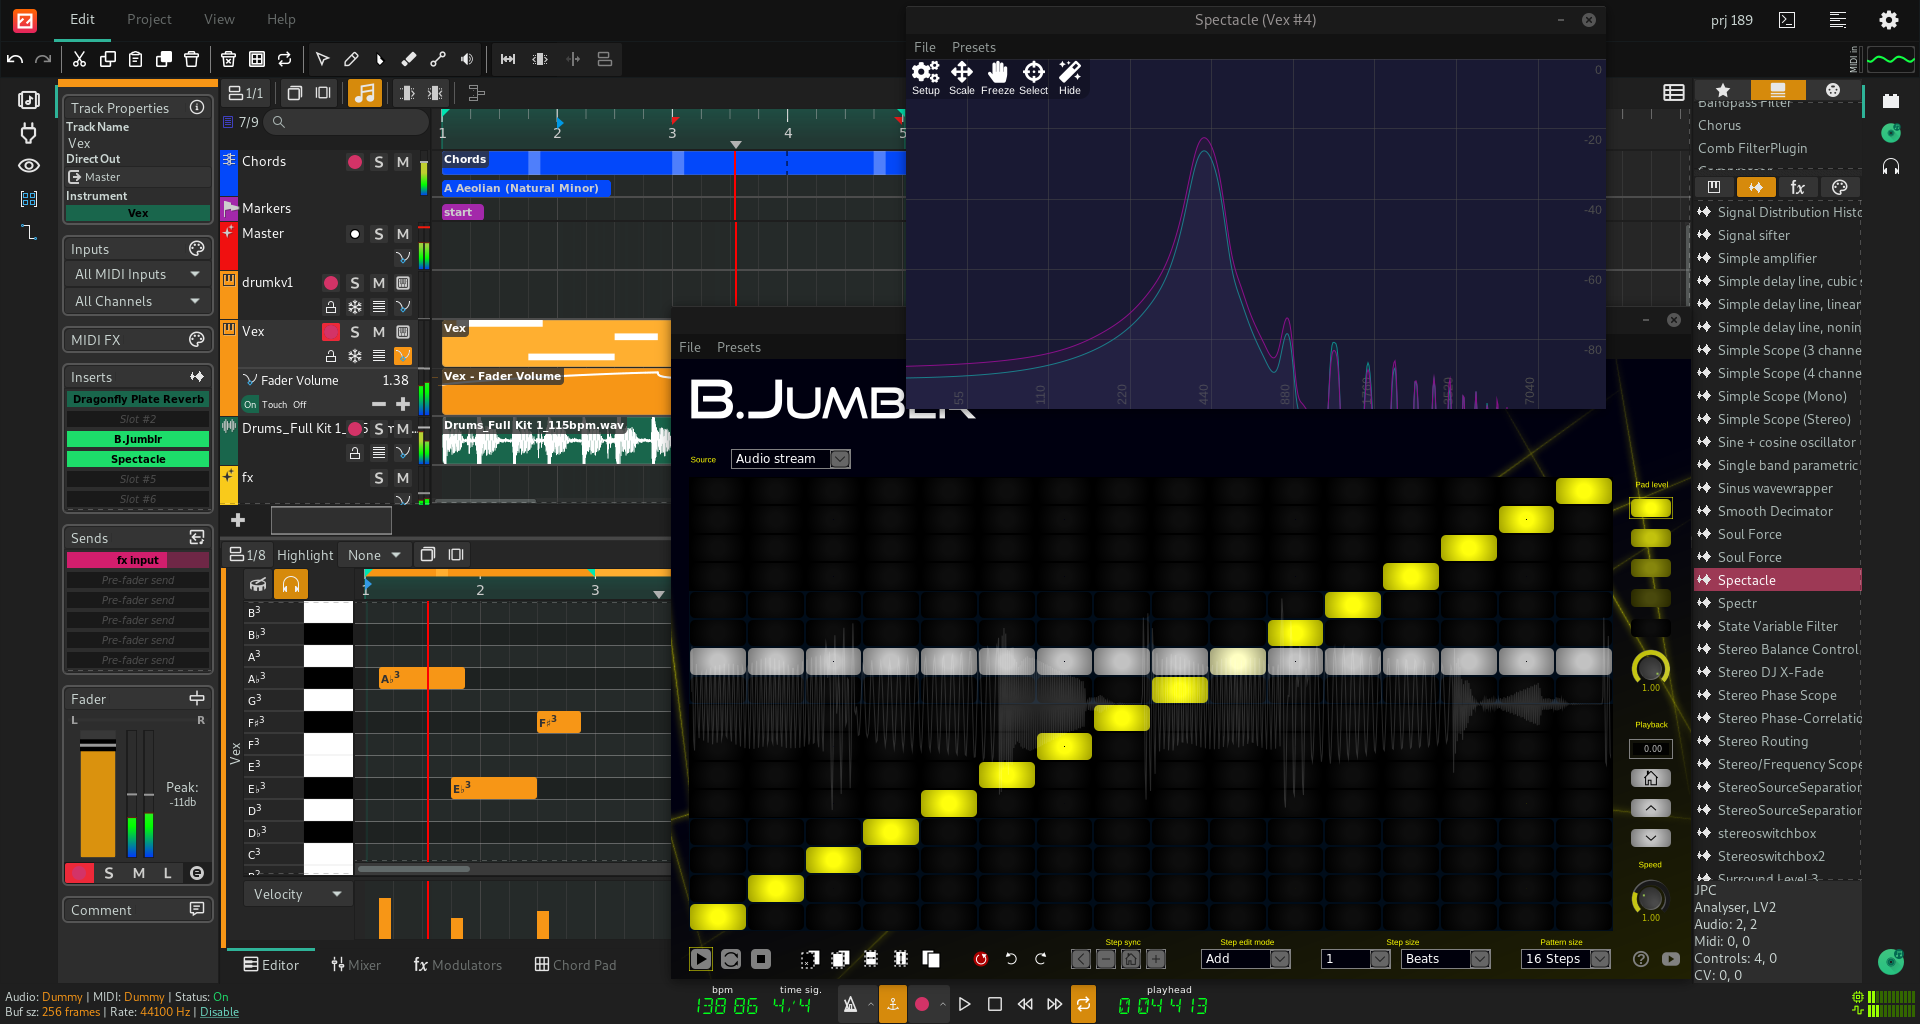 Edit
Project
View
Help
Spectacle (Vex #4)
prj 189
MIDI in
File
Presets
Setup
Scale
Freeze
Select
Hide
0
-20
-40
-60
-80
55
110
220
440
880
1760
3520
7040
Track Properties
Track Name
Vex
Direct Out
Master
Instrument
Vex
Inputs
All MIDI Inputs
All Channels
MIDI FX
Inserts
Dragonfly Plate Reverb
Slot #2
B.Jumblr
Spectacle
Slot #5
Slot #6
Sends
fx input
Pre-fader send
Pre-fader send
Pre-fader send
Pre-fader send
Pre-fader send
Fader
L
R
Peak:
-11db
S
M
L
Comment
1/1
7/9
1
2
3
4
5
Chords
S
M
Chords
A Aeolian (Natural Minor)
Markers
start
Master
S
M
drumkv1
S
M
Vex
S
M
Vex
Fader Volume
1.38
On
Touch
Off
Vex - Fader Volume
Drums_Full Kit 1_
S
M
Drums_Full Kit 1_115bpm.wav
fx
S
M
1/8
Highlight
None
1
2
3
Vex
B3
B♭3
A3
A♭3
G3
F♯3
F3
E3
E♭3
D3
D♭3
C3
A♭3
F♯3
E♭3
Velocity
Editor
Mixer
fx Modulators
Chord Pad
File
Presets
B.Jumblr
Source
Audio stream
Pad level
1.00
Playback
0.00
Speed
1.00
Step sync
Step edit mode
Add
Step size
1
Beats
Pattern size
16 Steps
Bandpass Filter
Chorus
Comb FilterPlugin
fx
Signal Distribution Histo
Signal sifter
Simple amplifier
Simple delay line, cubic s
Simple delay line, linear
Simple delay line, nonin
Simple Scope (3 channe
Simple Scope (4 channe
Simple Scope (Mono)
Simple Scope (Stereo)
Sine + cosine oscillator
Single band parametric
Sinus wavewrapper
Smooth Decimator
Soul Force
Soul Force
Spectacle
Spectr
State Variable Filter
Stereo Balance Control
Stereo DJ X-Fade
Stereo Phase Scope
Stereo Phase-Correlatio
Stereo Routing
Stereo/Frequency Scope
StereoSourceSeparation
StereoSourceSeparation
stereoswitchbox
Stereoswitchbox2
Surround Level 3
JPC
Analyser, LV2
Audio: 2, 2
Midi: 0, 0
Controls: 4, 0
CV: 0, 0
Audio: Dummy | MIDI: Dummy | Status: On
Buf sz: 256 frames | Rate: 44100 Hz | Disable
bpm
138 86
time sig.
4/4
playhead
0 04 4 13